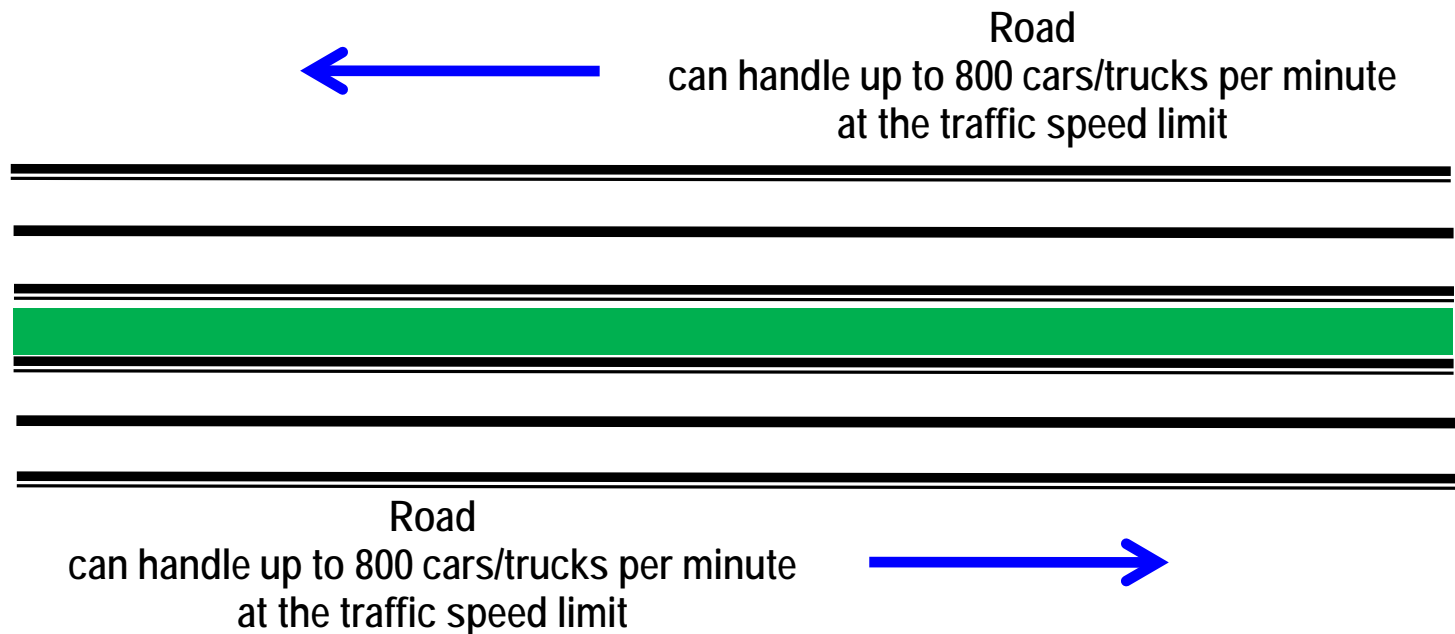 Road
can handle up to 800 cars/trucks per minute
at the traffic speed limit
Road
can handle up to 800 cars/trucks per minute
at the traffic speed limit